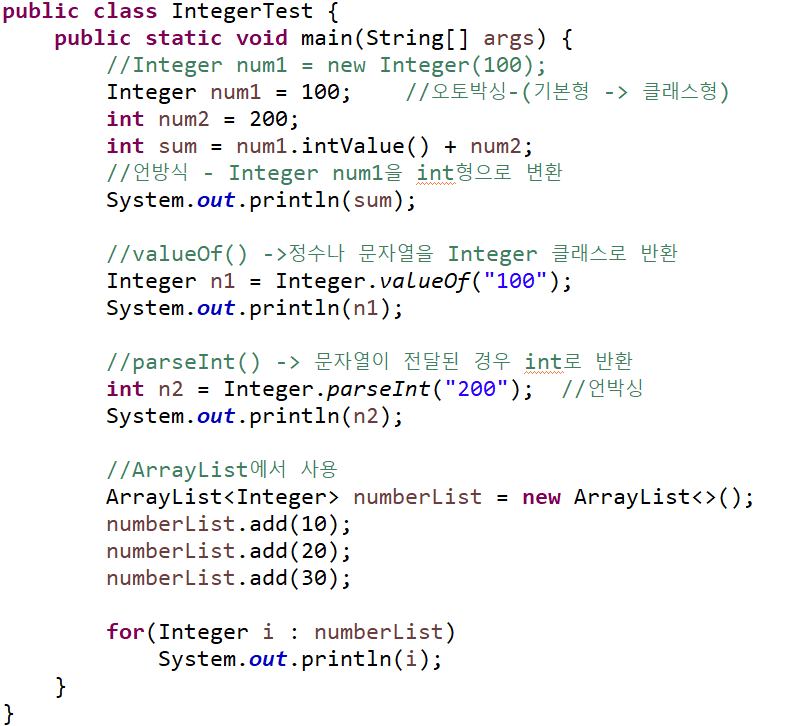 public class IntegerTest {
    public static void main(String[] args) {
        //Integer num1 = new Integer(100);
        Integer num1 = 100;    //오토박싱-(기본형 -> 클래스형)
        int num2 = 200;
        int sum = num1.intValue() + num2;
        //언방식 - Integer num1을 int형으로 변환
        System.out.println(sum);

        //valueOf() ->정수나 문자열을 Integer 클래스로 반환
        Integer n1 = Integer.valueOf("100");
        System.out.println(n1);

        //parseInt() -> 문자열이 전달된 경우 int로 반환
        int n2 = Integer.parseInt("200");  //언박싱
        System.out.println(n2);

        //ArrayList에서 사용
        ArrayList<Integer> numberList = new ArrayList<>();
        numberList.add(10);
        numberList.add(20);
        numberList.add(30);

        for(Integer i : numberList)
            System.out.println(i);
    }
}